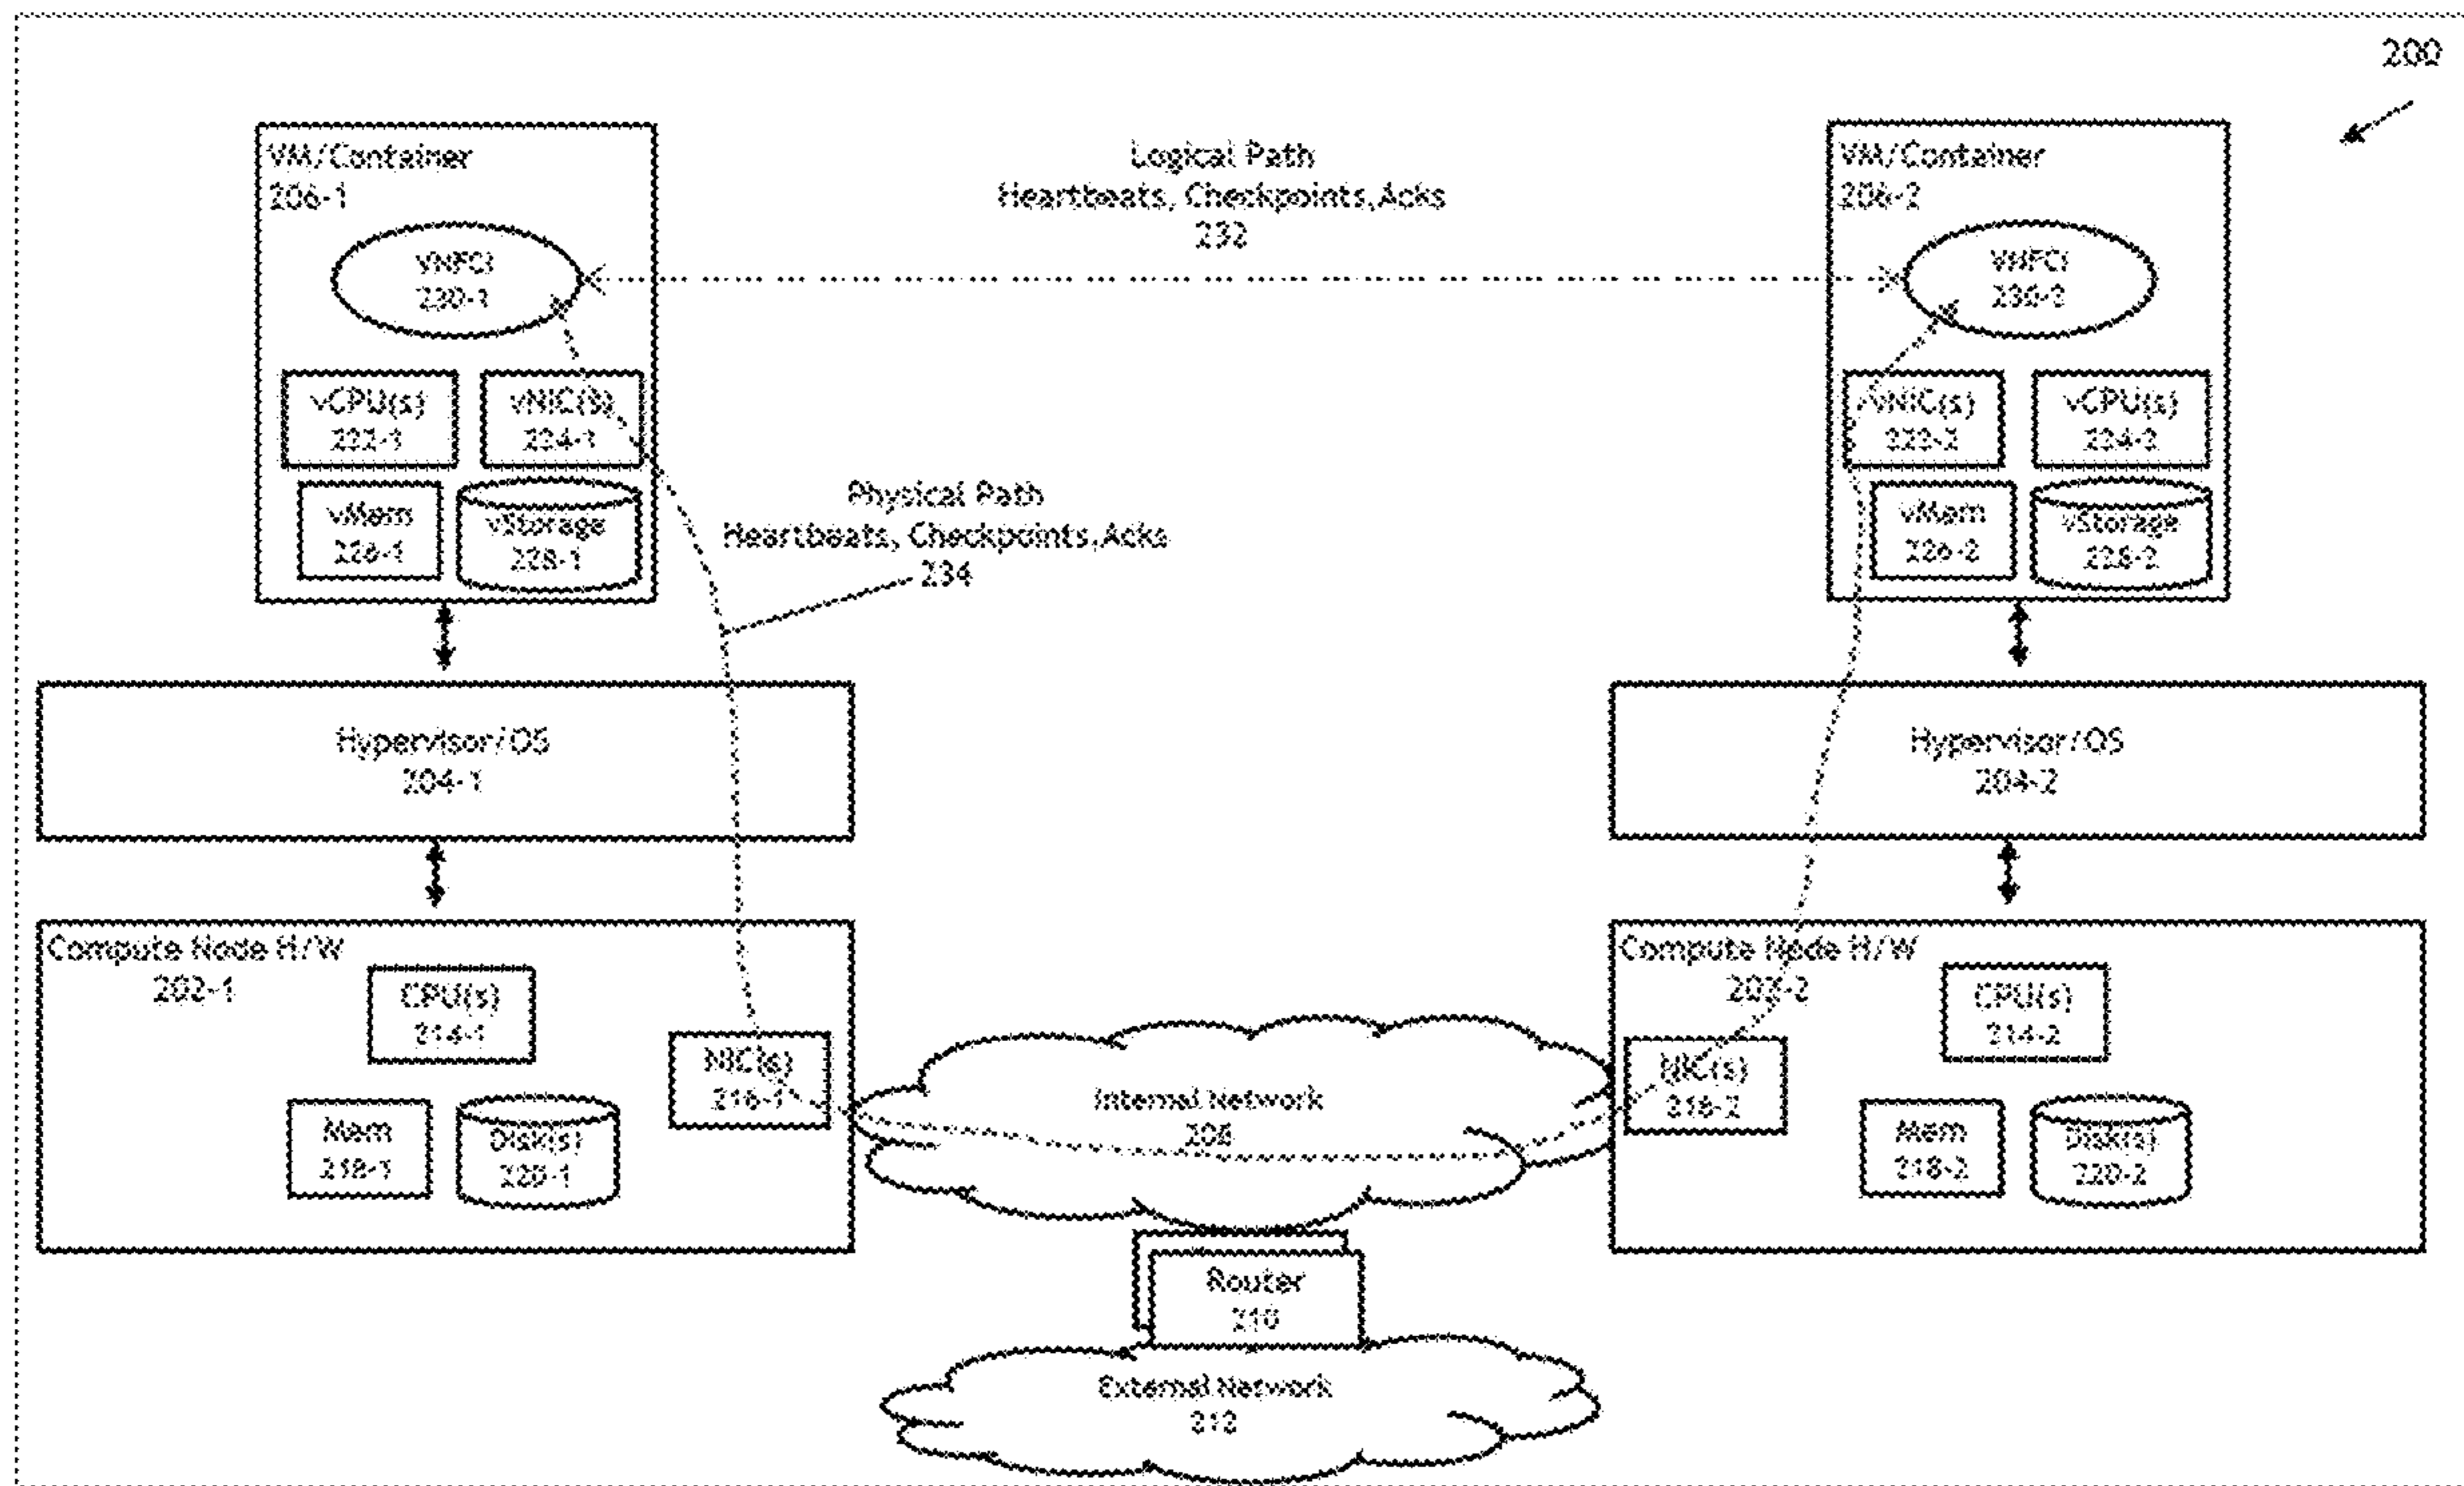 200
VM/Container
206-1
VNFCI
230-1
vCPU(s)
222-1
vNIC(s)
224-1
vMem
226-1
vStorage
228-1
Logical Path
Heartbeats, Checkpoints,Acks
232
VM/Container
206-2
VNFCI
230-2
vNIC(s)
222-2
vCPU(s)
224-2
vMem
226-2
vStorage
228-2
Physical Path
Heartbeats, Checkpoints,Acks
234
Hypervisor/OS
204-1
Hypervisor/OS
204-2
Compute Node H/W
202-1
CPU(s)
214-1
NIC(s)
216-1
Mem
218-1
Disk(s)
220-1
Internal Network
208
Compute Node H/W
202-2
CPU(s)
214-2
NIC(s)
216-2
Mem
218-2
Disk(s)
220-2
Router
210
External Network
212